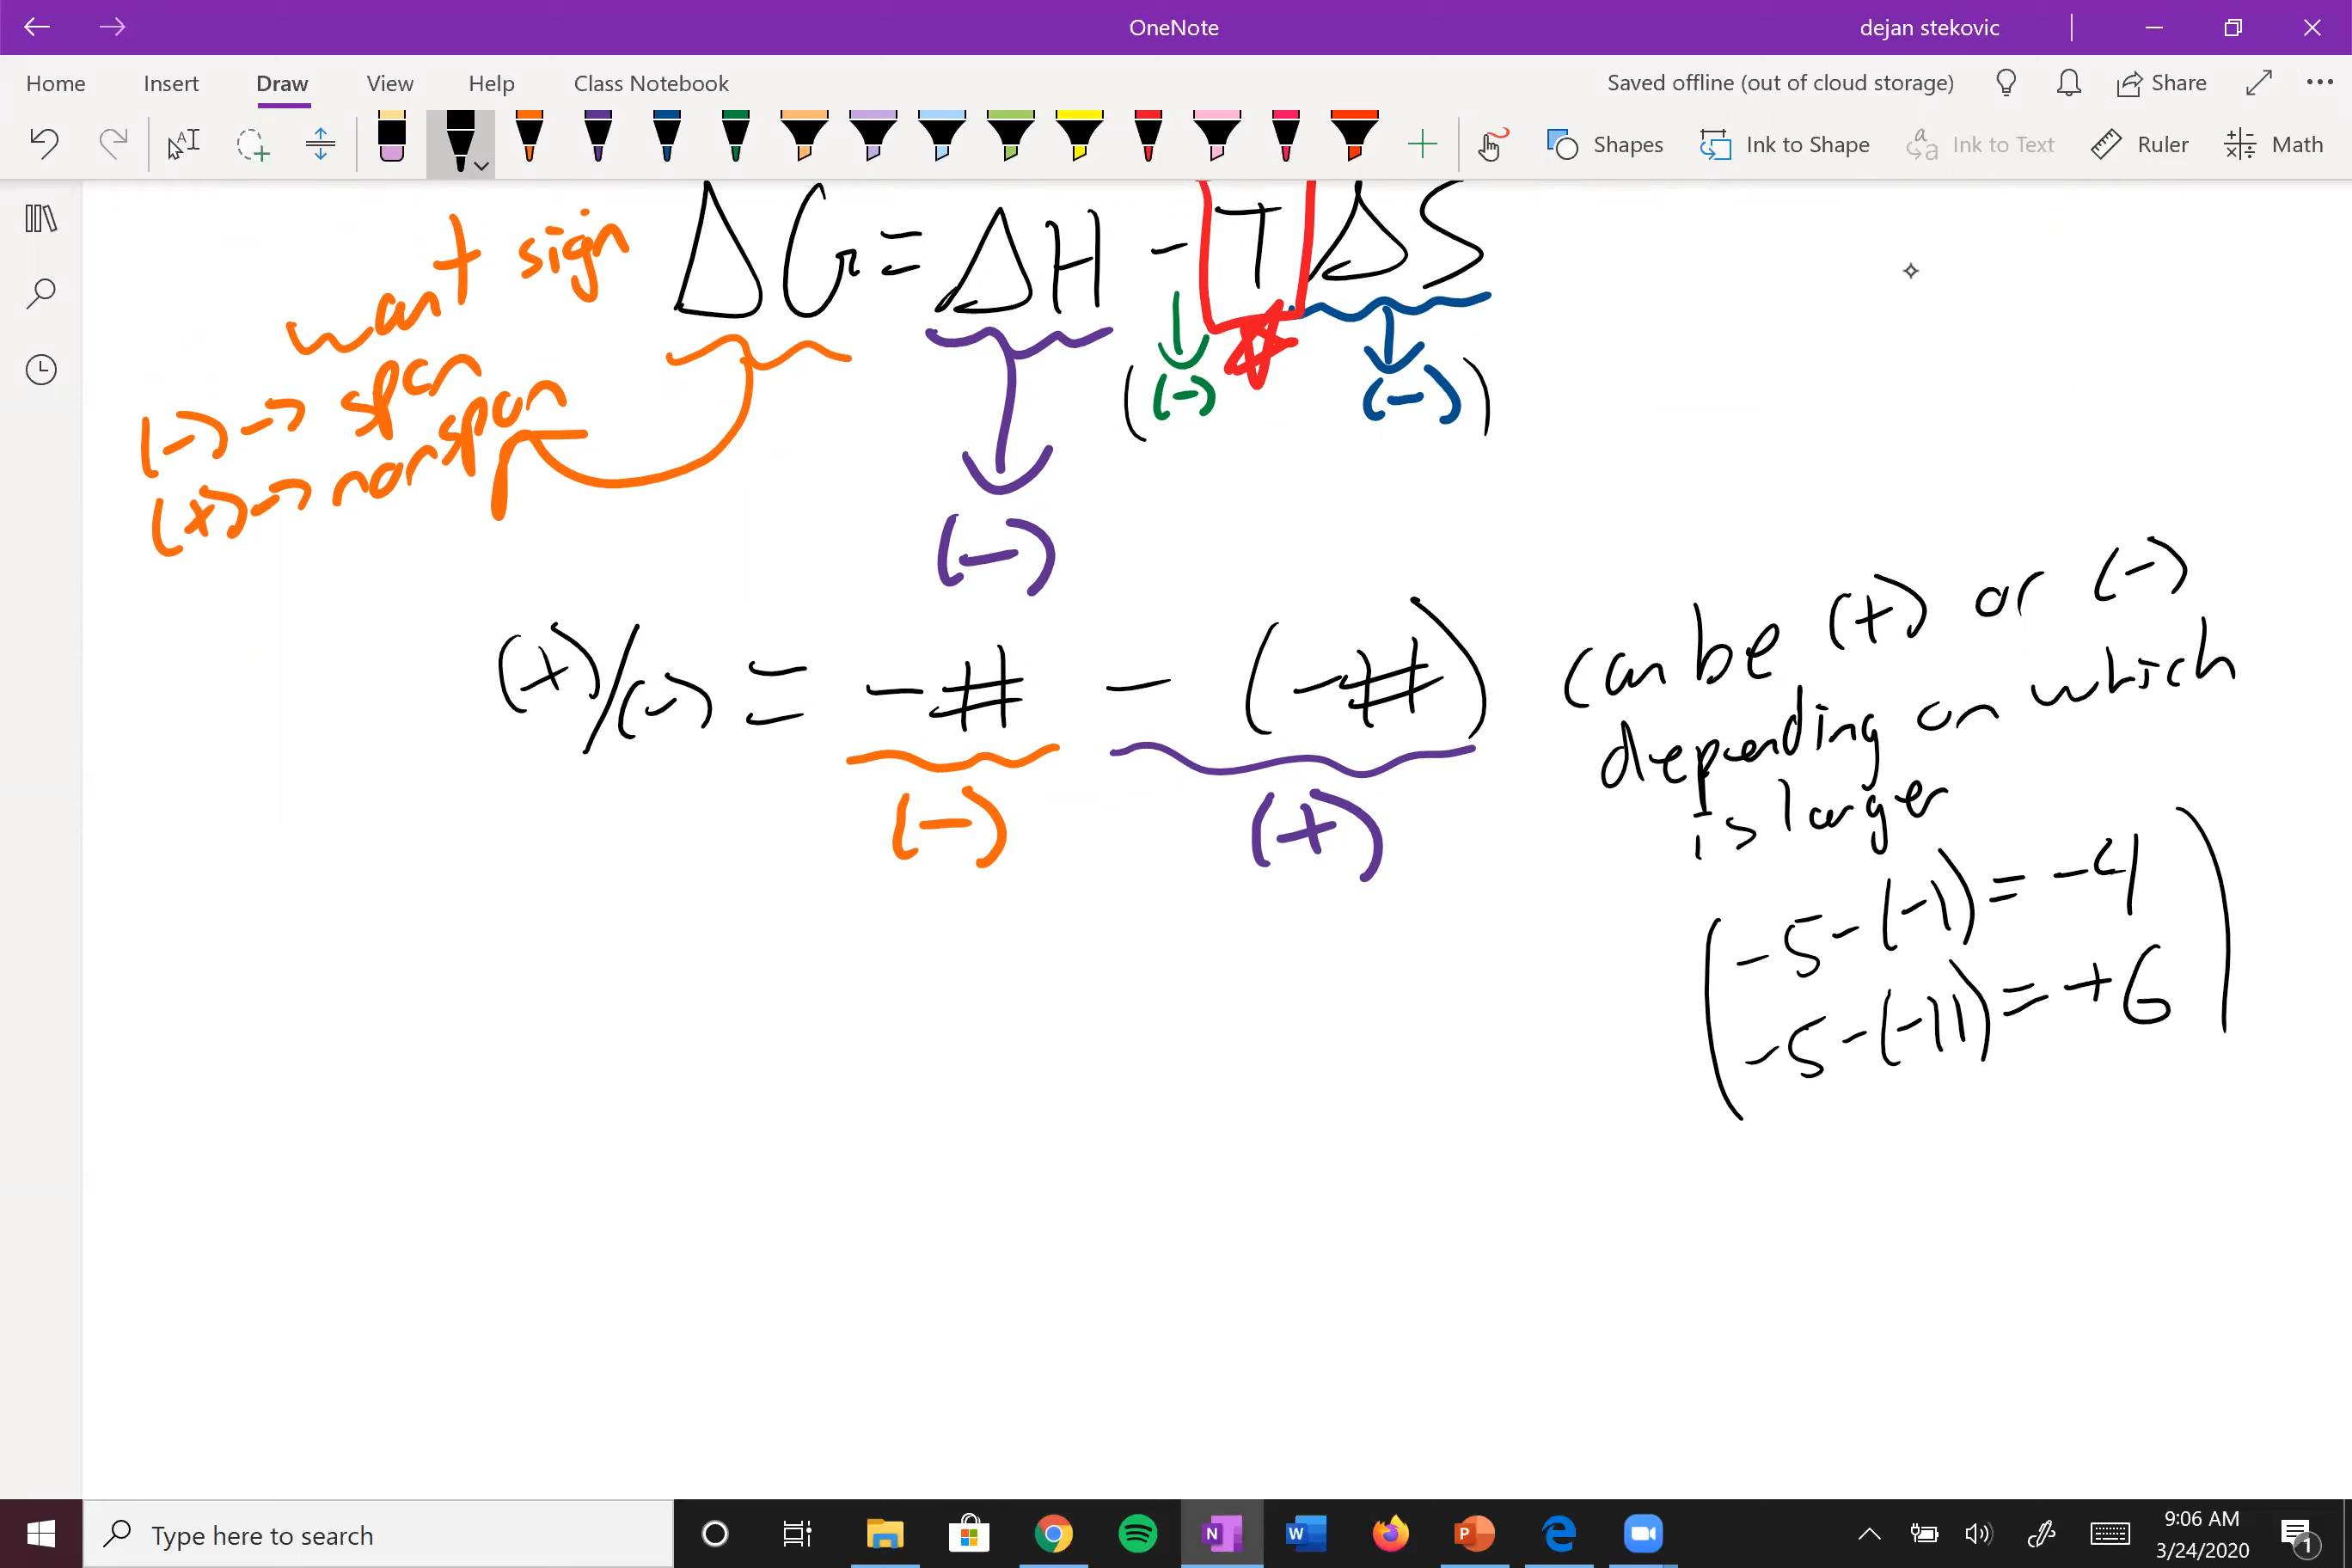 OneNote
dejan stekovic
Home Insert Draw View Help Class Notebook
Saved offline (out of cloud storage) Share
Shapes Ink to Shape Ink to Text Ruler Math
want sign
ΔG = ΔH - TΔS
(-) → spon
(+) → nonspon
(-)
(-)
(-)
(+)/(-) = -# - (-#)
(-)
(+)
can be (+) or (-)
depending on which
is larger
-5-(-1)=-4
-5-(-11)=+6
Type here to search
9:06 AM
3/24/2020
1